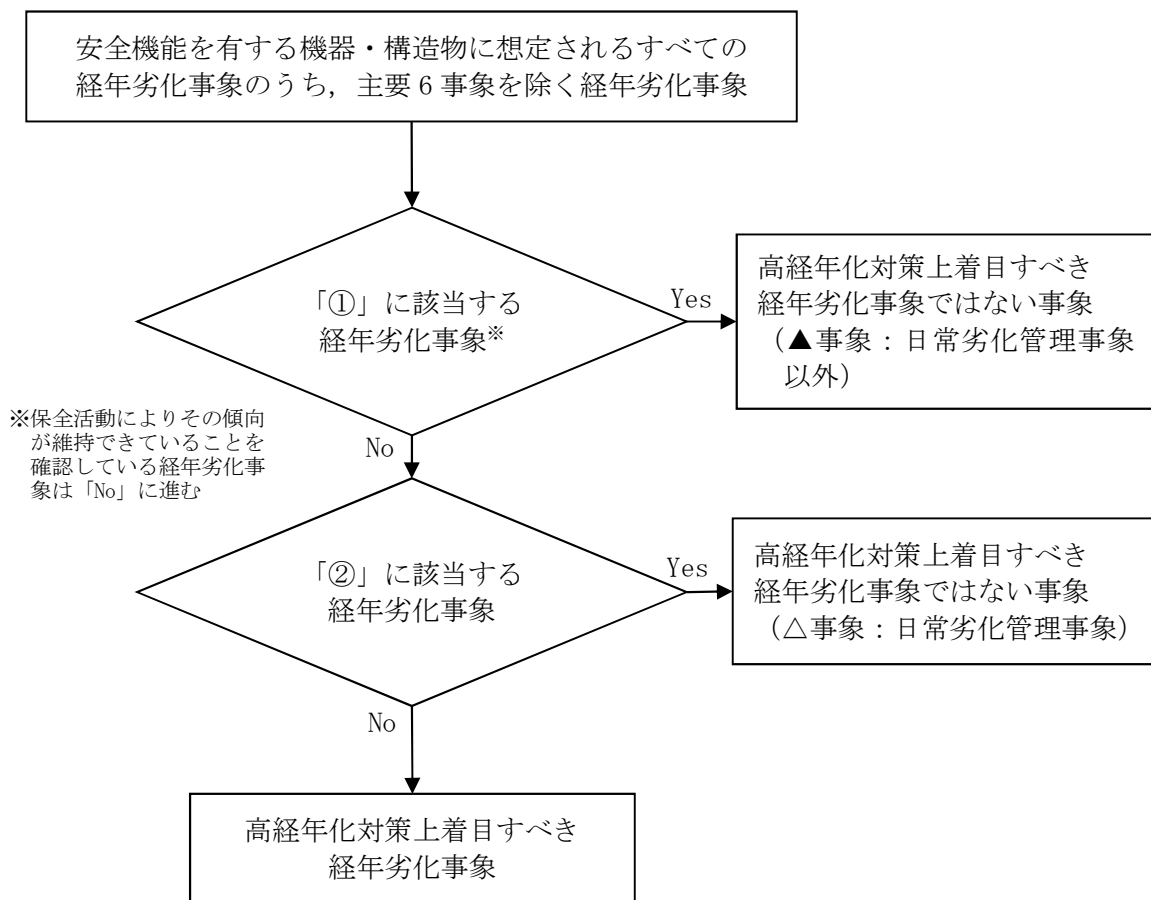 安全機能を有する機器・構造物に想定されるすべての
経年劣化事象のうち，主要6事象を除く経年劣化事象
「①」に該当する
経年劣化事象※
Yes
高経年化対策上着目すべき
経年劣化事象ではない事象
（▲事象：日常劣化管理事象
以外）
※保全活動によりその傾向
が維持できていることを
確認している経年劣化事
象は「No」に進む
No
「②」に該当する
経年劣化事象
Yes
高経年化対策上着目すべき
経年劣化事象ではない事象
（△事象：日常劣化管理事象）
No
高経年化対策上着目すべき
経年劣化事象